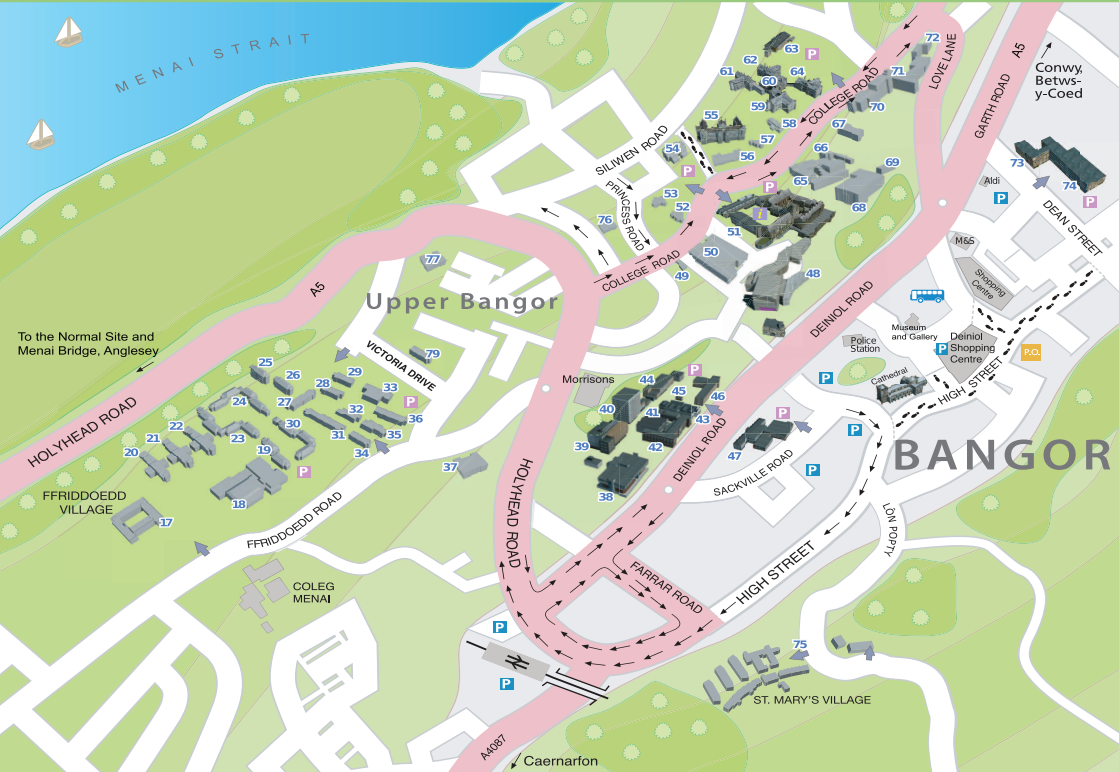 MENAI STRAIT
72
63
P
62
61
60
64
71
LOVE LANE
A5
Conwy,
Betws-
y-Coed
59
COLLEGE ROAD
70
GARTH ROAD
55
58
57
67
SILIWEN ROAD
54
56
66
69
73
P
65
74
Aldi
P
P
P
53
52
68
PRINCESS ROAD
i
51
DEAN STREET
76
77
50
M&S
COLLEGE ROAD
49
48
Shopping
Centre
A5
Upper Bangor
DEINIOL ROAD
Museum
and Gallery
Police
Station
P
Deiniol
Shopping
Centre
P.O.
To the Normal Site and
Menai Bridge, Anglesey
VICTORIA DRIVE
79
25
26
29
28
33
Morrisons
44
45
P
46
P
Cathedral
HIGH STREET
24
27
32
P
36
40
41
43
P
22
23
30
31
35
34
39
42
47
P
BANGOR
21
20
19
P
37
DEINIOL ROAD
SACKVILLE ROAD
P
HOLYHEAD ROAD
18
38
FFRIDDOEDD
VILLAGE
17
FFRIDDOEDD ROAD
HOLYHEAD ROAD
LÔN POPTY
COLEG
MENAI
FARRAR ROAD
HIGH STREET
P
75
P
ST. MARY'S VILLAGE
A4087
Caernarfon